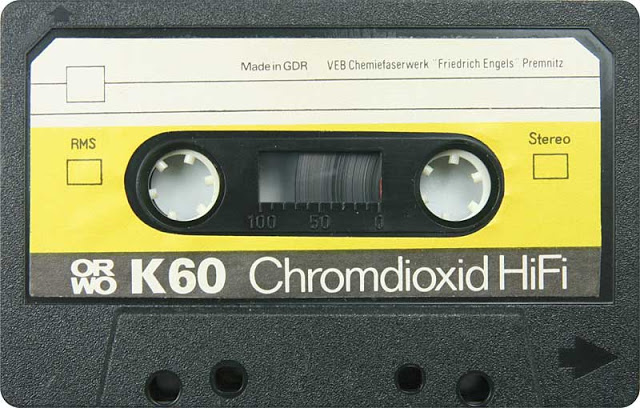 Made in GDR VEB Chemiefaserwerk "Friedrich Engels" Premnitz
RMS Stereo
100 50 0
ORWO K60 Chromdioxid HiFi